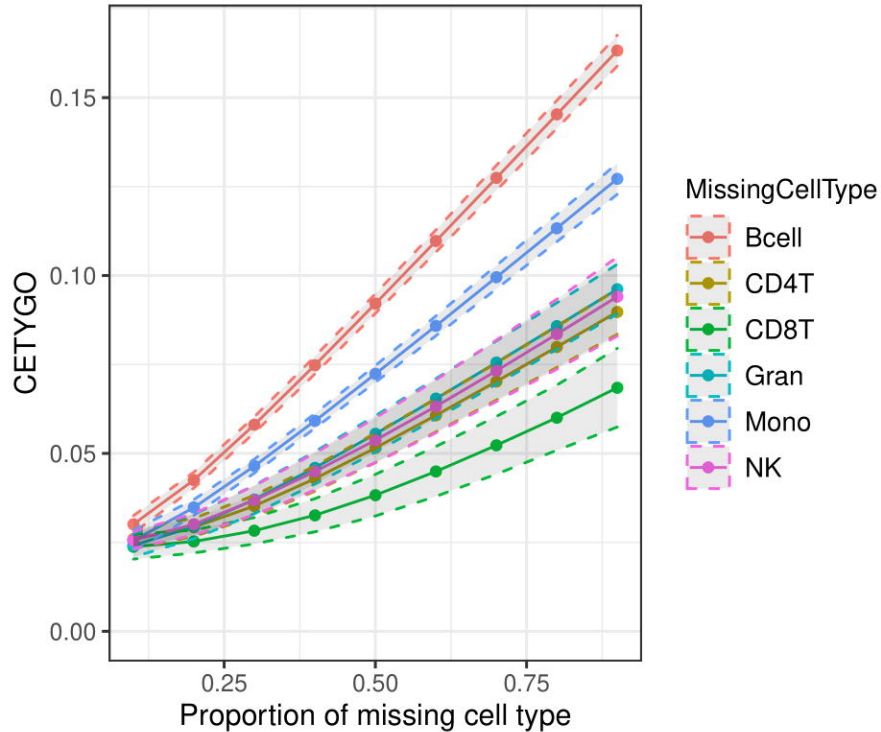 0.15
0.10
0.05
0.00
CETYGO
0.25
0.50
0.75
Proportion of missing cell type
MissingCellType
Bcell
CD4T
CD8T
Gran
Mono
NK